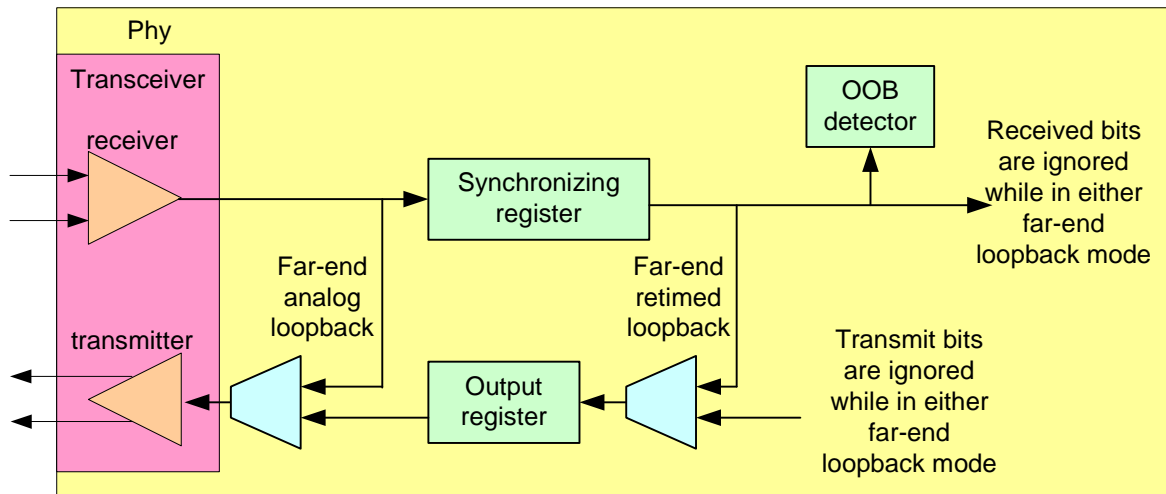 Phy
Transceiver
receiver
Synchronizing
register
OOB
detector
Received bits
are ignored
while in either
far-end
loopback mode
Far-end
analog
loopback
Far-end
retimed
loopback
transmitter
Output
register
Transmit bits
are ignored
while in either
far-end
loopback mode